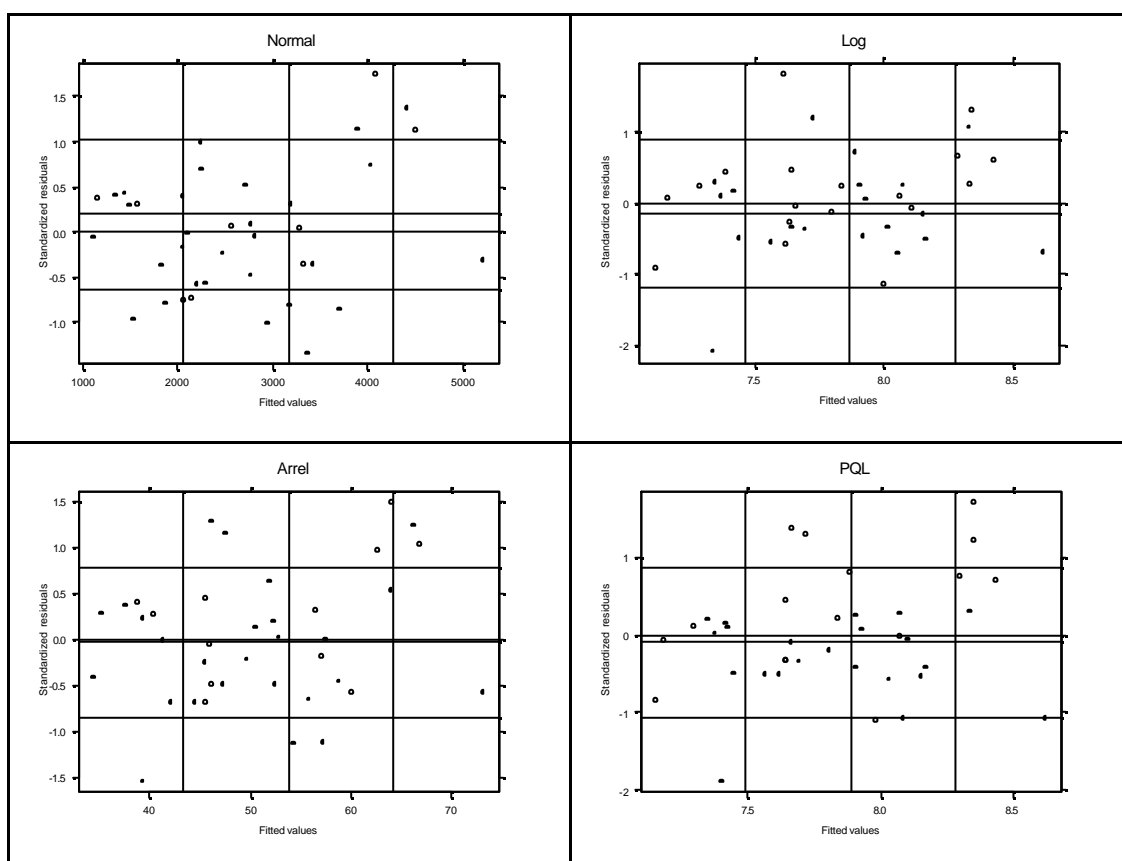 Normal
Standardized residuals
1.5
1.0
0.5
0.0
-0.5
-1.0
1000 2000 3000 4000 5000
Fitted values
Log
Standardized residuals
1
0
-1
-2
7.5 8.0 8.5
Fitted values
Arrel
Standardized residuals
1.5
1.0
0.5
0.0
-0.5
-1.0
-1.5
40 50 60 70
Fitted values
PQL
Standardized residuals
1
0
-1
-2
7.5 8.0 8.5
Fitted values